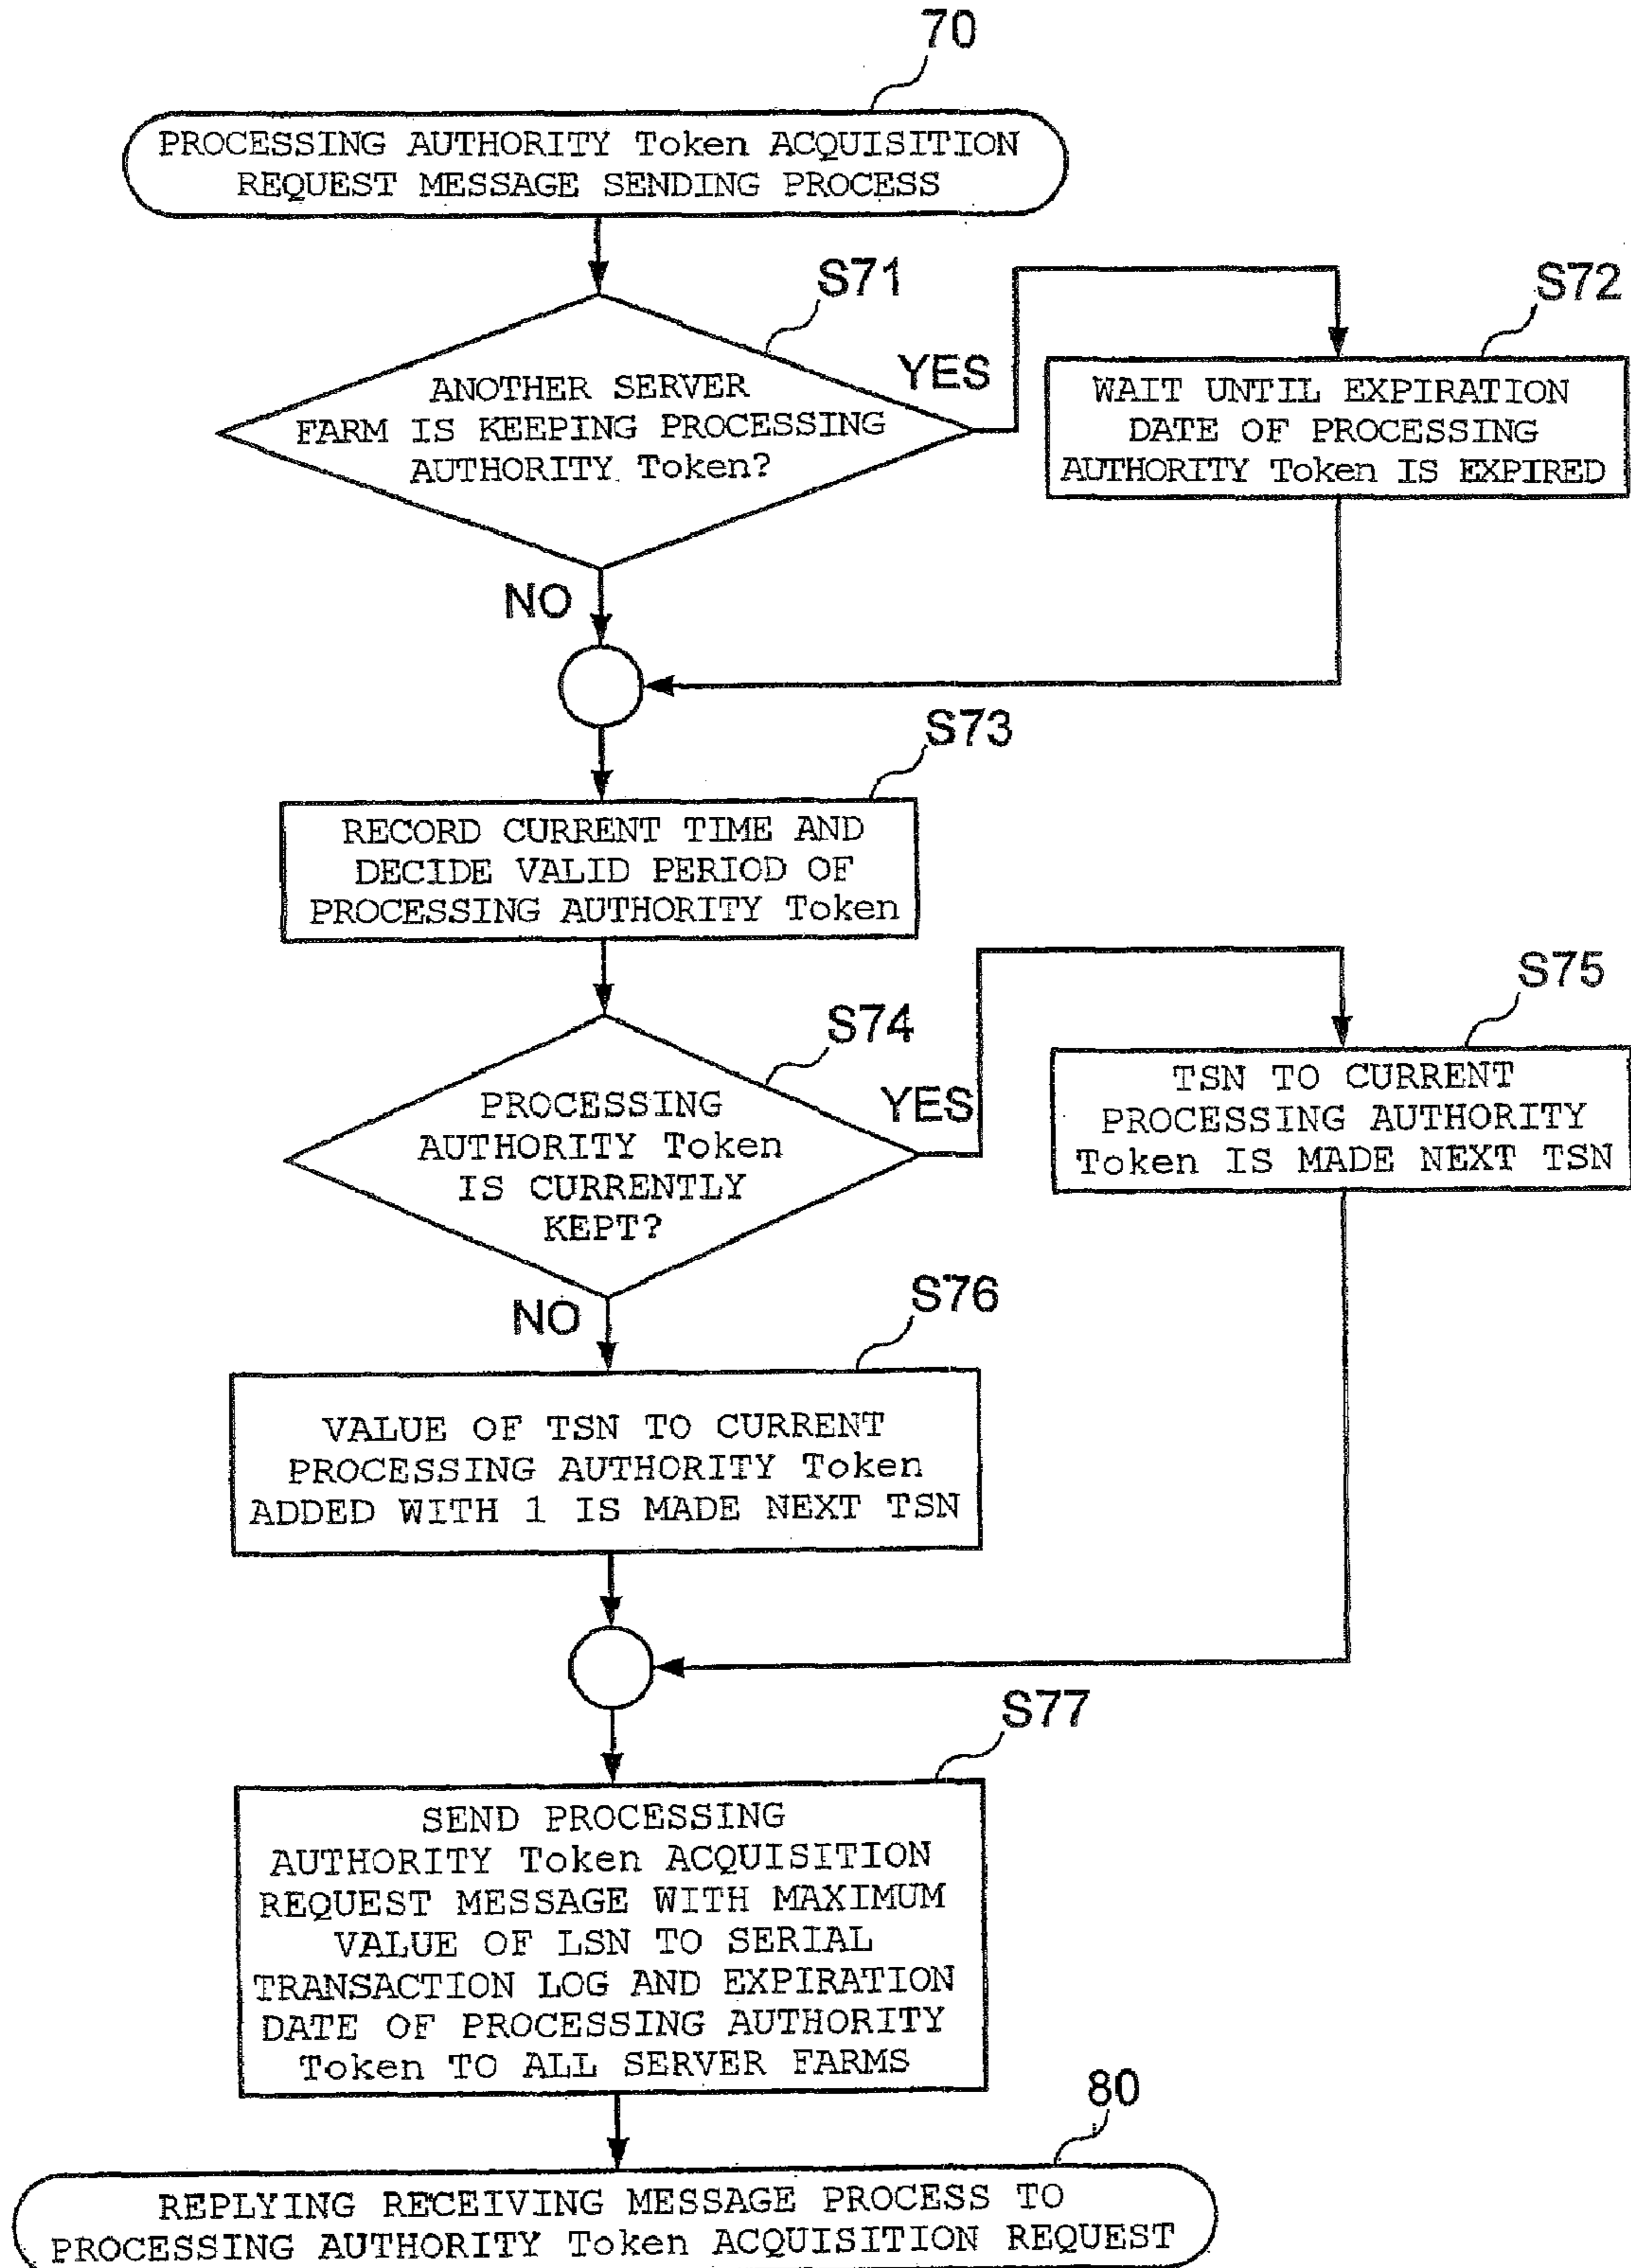 70
PROCESSING AUTHORITY Token ACQUISITION
REQUEST MESSAGE SENDING PROCESS
S71
ANOTHER SERVER
FARM IS KEEPING PROCESSING
AUTHORITY Token?
YES
S72
WAIT UNTIL EXPIRATION
DATE OF PROCESSING
AUTHORITY Token IS EXPIRED
NO
S73
RECORD CURRENT TIME AND
DECIDE VALID PERIOD OF
PROCESSING AUTHORITY Token
S74
PROCESSING
AUTHORITY Token
IS CURRENTLY
KEPT?
YES
S75
TSN TO CURRENT
PROCESSING AUTHORITY
Token IS MADE NEXT TSN
NO
S76
VALUE OF TSN TO CURRENT
PROCESSING AUTHORITY Token
ADDED WITH 1 IS MADE NEXT TSN
S77
SEND PROCESSING
AUTHORITY Token ACQUISITION
REQUEST MESSAGE WITH MAXIMUM
VALUE OF LSN TO SERIAL
TRANSACTION LOG AND EXPIRATION
DATE OF PROCESSING AUTHORITY
Token TO ALL SERVER FARMS
80
REPLYING RECEIVING MESSAGE PROCESS TO
PROCESSING AUTHORITY Token ACQUISITION REQUEST